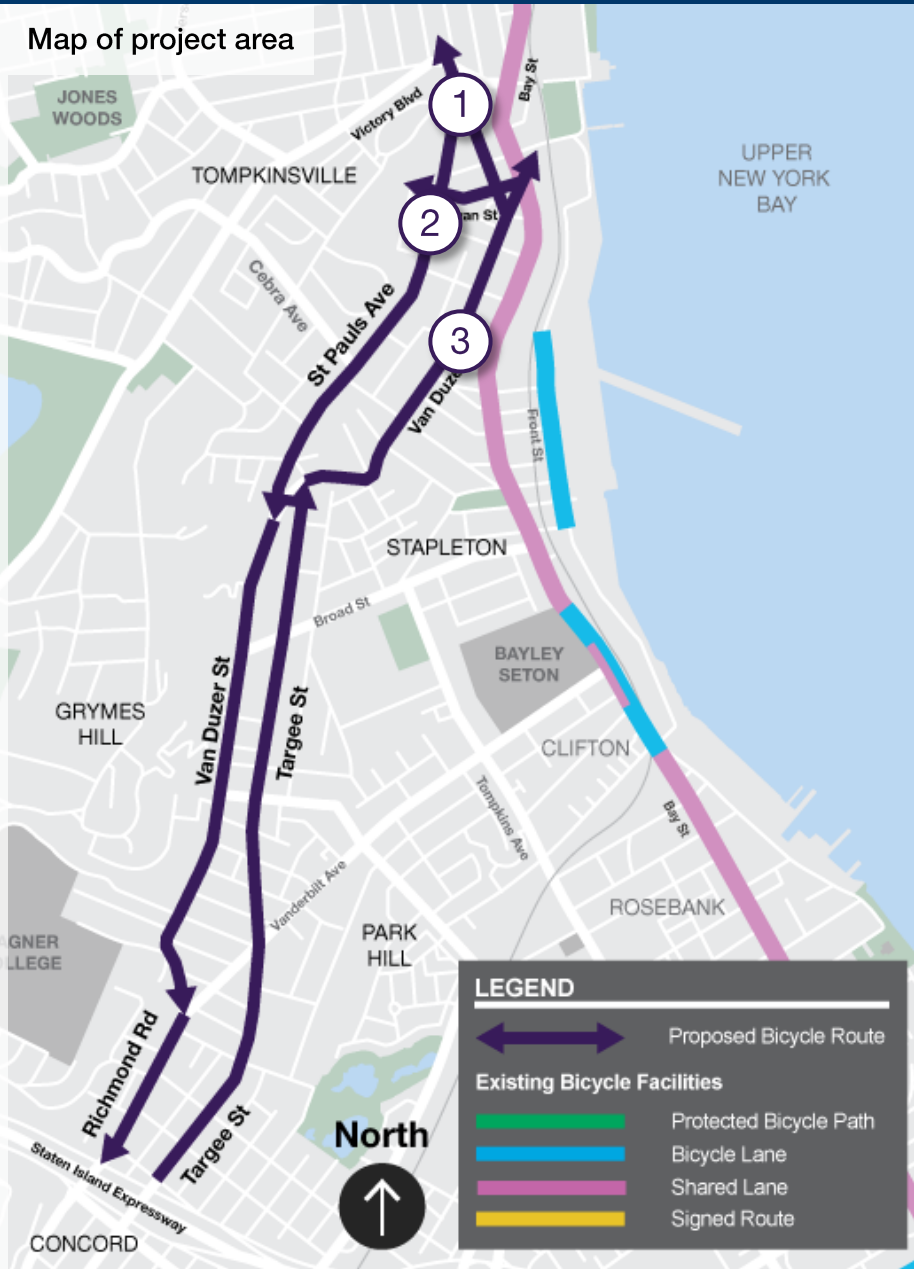 Map of project area
JONES
WOODS
Victory Blvd
Bay St
1
TOMPKINSVILLE
UPPER
NEW YORK
BAY
2
an St
Cebra Ave
St Pauls Ave
3
Van Duze
Front St
STAPLETON
Broad St
BAYLEY
SETON
Van Duzer St
Targee St
GRYMES
HILL
CLIFTON
Tompkins Ave
Bay St
Vanderbilt Ave
ROSEBANK
PARK
HILL
AGNER
LLEGE
Richmond Rd
Targee St
Staten Island Expressway
CONCORD
North
LEGEND
Proposed Bicycle Route
Existing Bicycle Facilities
Protected Bicycle Path
Bicycle Lane
Shared Lane
Signed Route